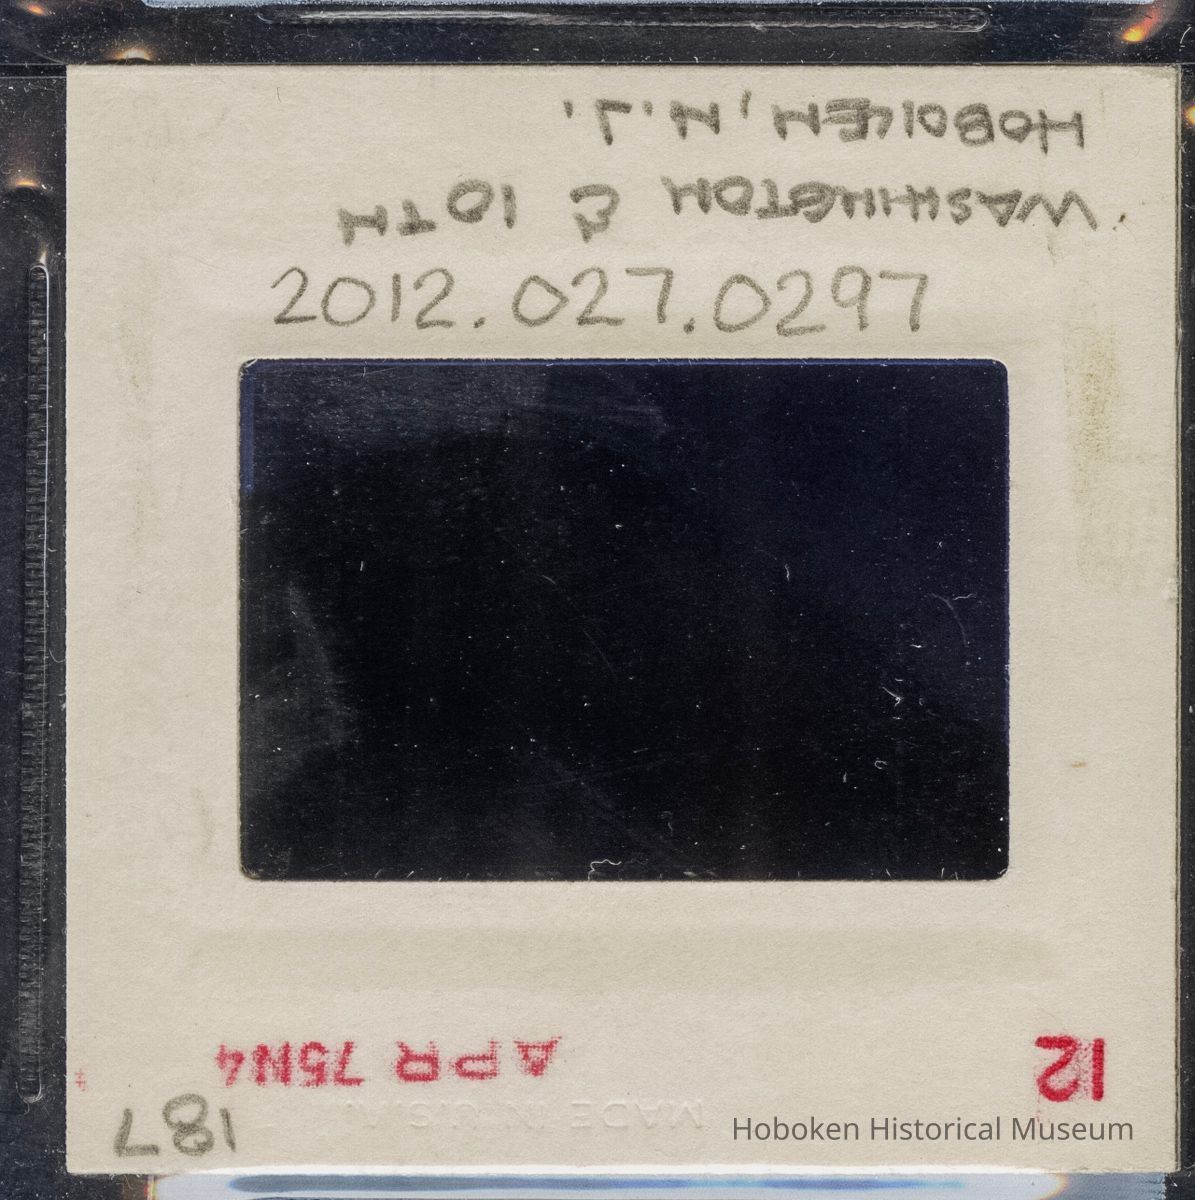 HOBOKEN, N.J.
WASHINGTON & 10TH
2012.027.0297
APR 75N4
12
187
MADE IN U.S.A.
Hoboken Historical Museum